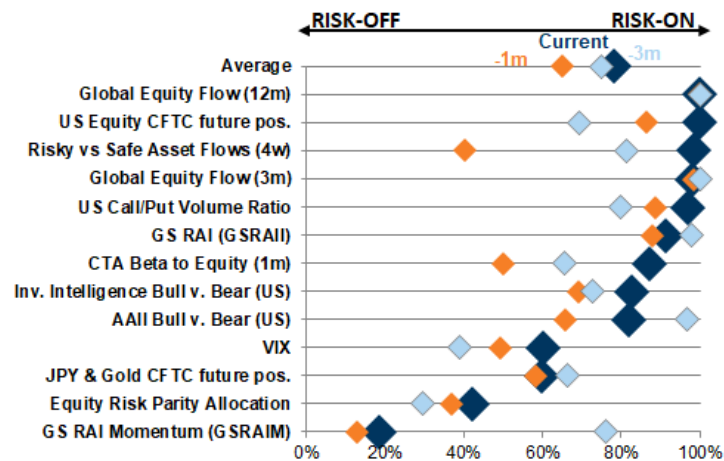 RISK-OFF RISK-ON
Current
-1m -3m
Average
Global Equity Flow (12m)
US Equity CFTC future pos.
Risky vs Safe Asset Flows (4w)
Global Equity Flow (3m)
US Call/Put Volume Ratio
GS RAI (GSRAII)
CTA Beta to Equity (1m)
Inv. Intelligence Bull v. Bear (US)
AAII Bull v. Bear (US)
VIX
JPY & Gold CFTC future pos.
Equity Risk Parity Allocation
GS RAI Momentum (GSRAIM)
0% 20% 40% 60% 80% 100%